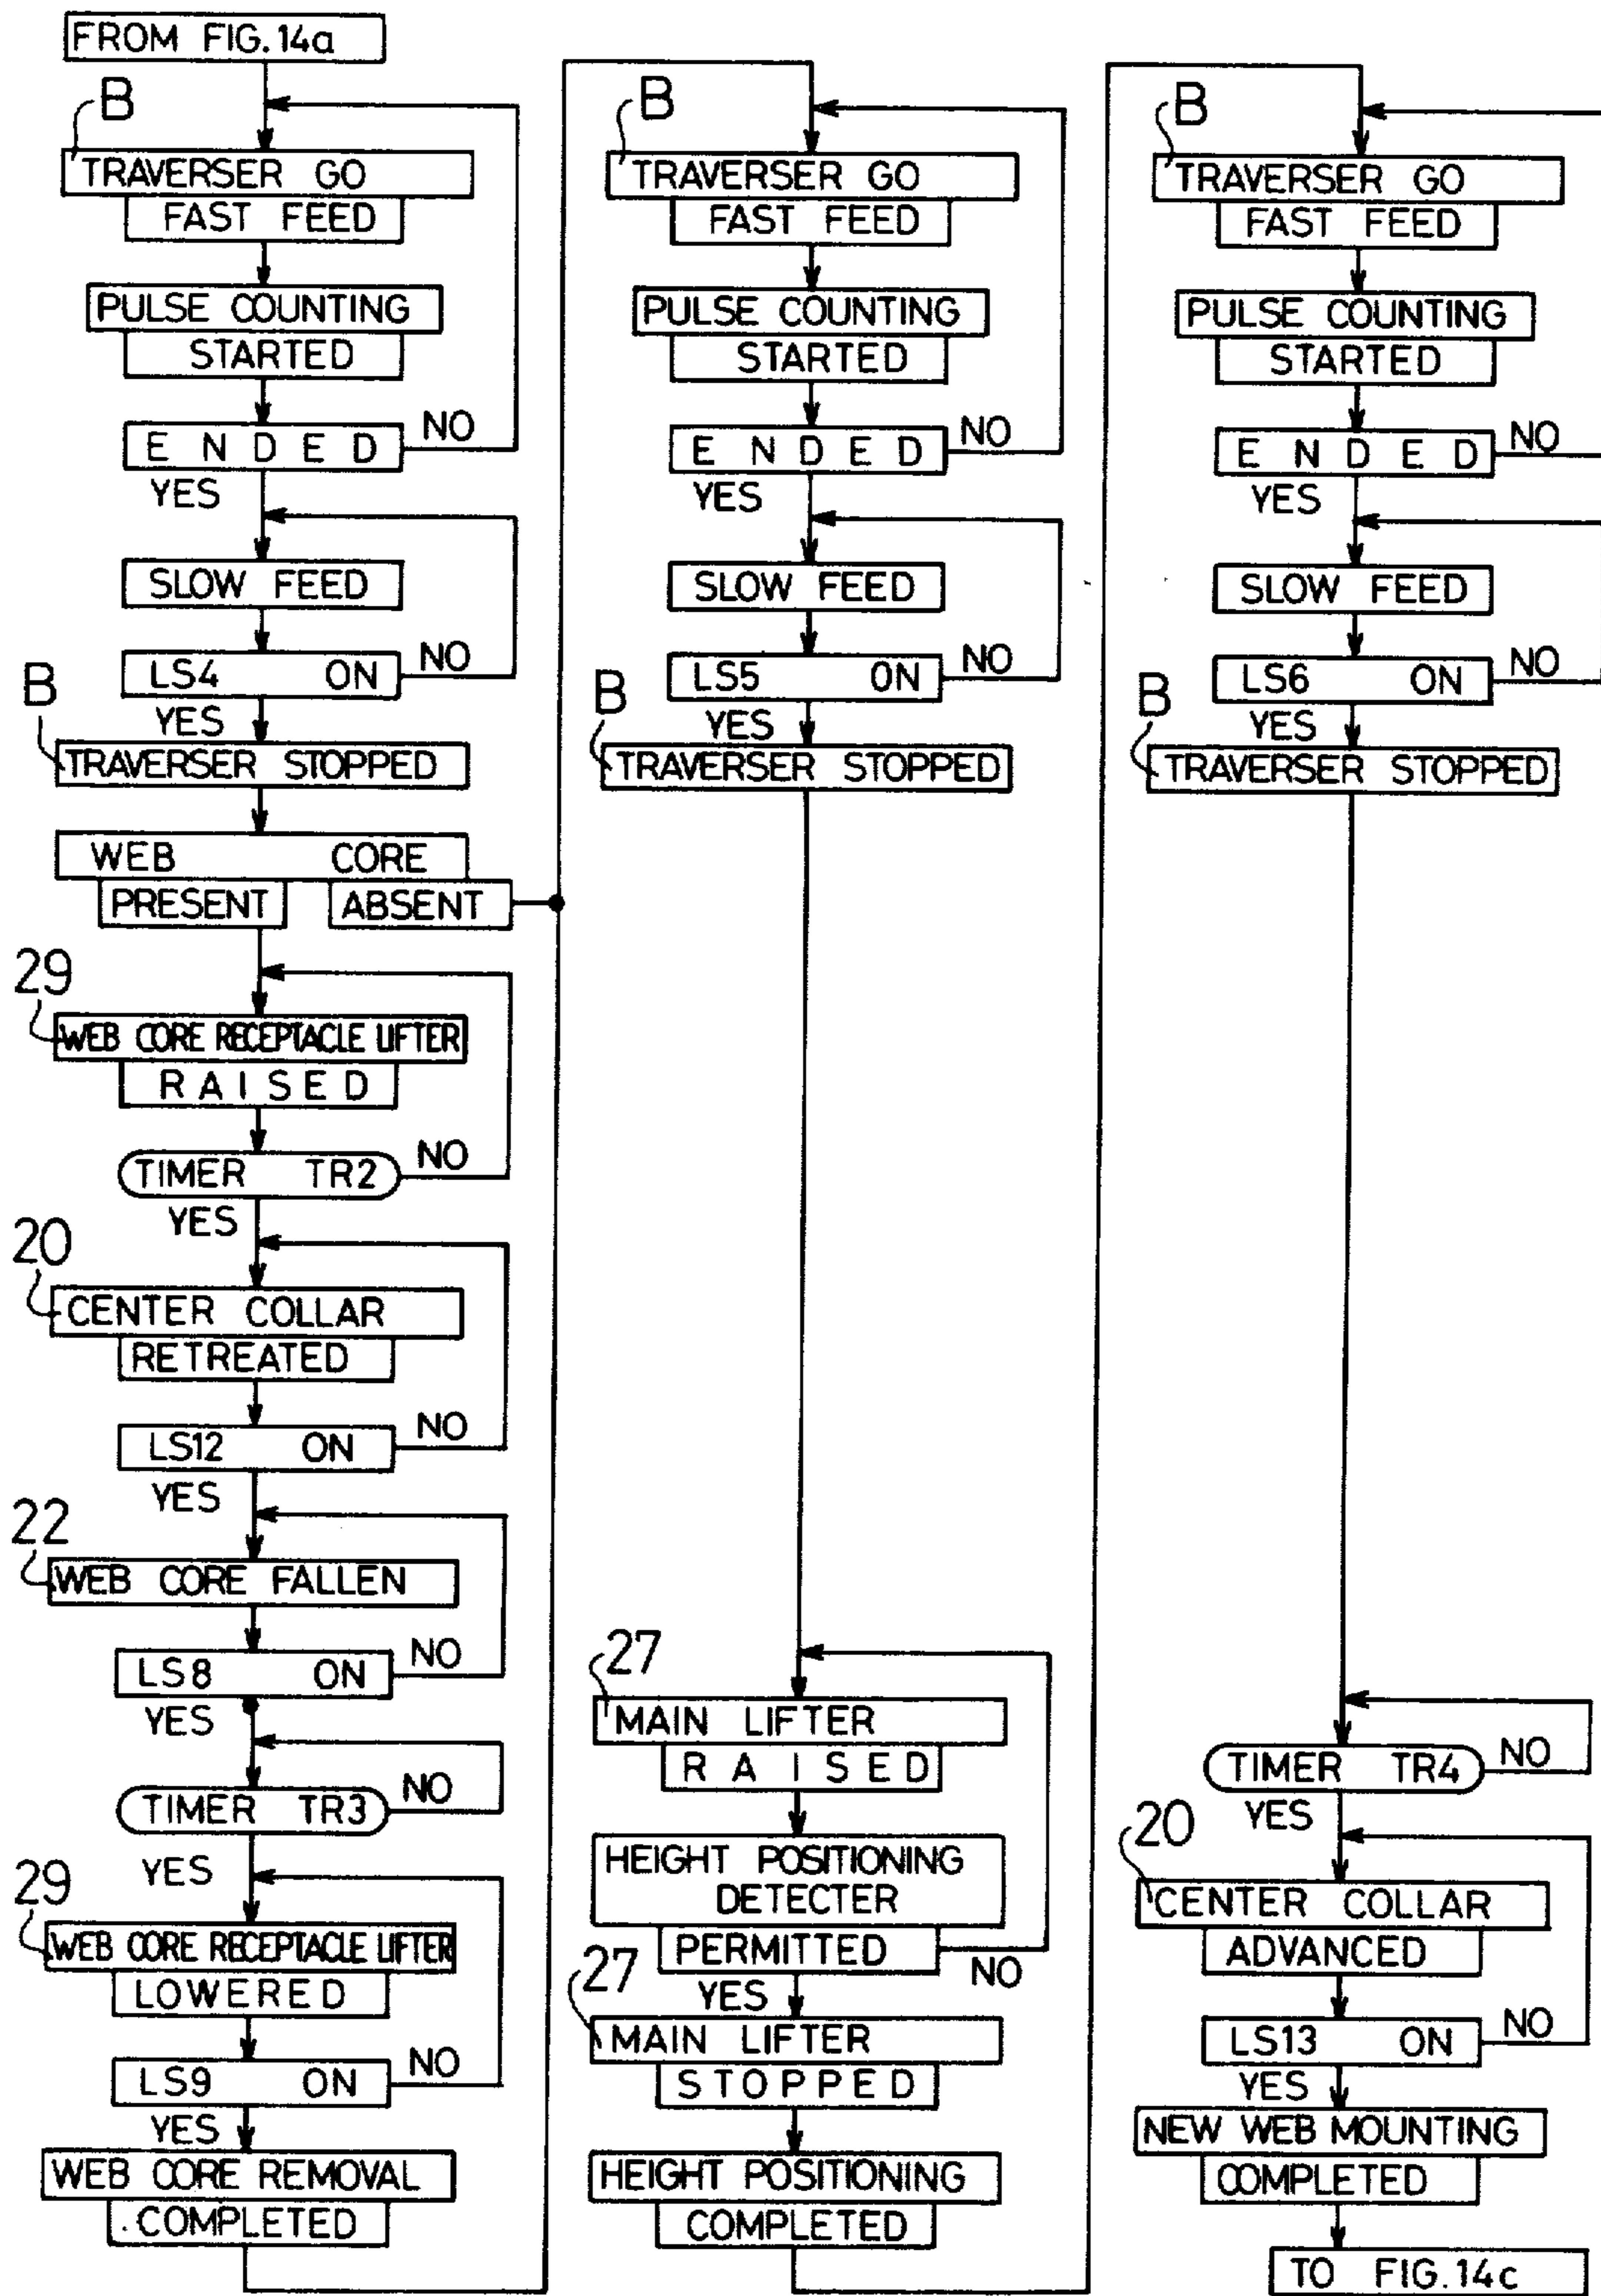 FROM FIG.14a
B
TRAVERSER GO
FAST FEED
PULSE COUNTING
STARTED
ENDED NO
YES
SLOW FEED
LS4 ON NO
YES
B
TRAVERSER STOPPED
WEB CORE
PRESENT ABSENT
29
WEB CORE RECEPTACLE LIFTER
RAISED
TIMER TR2 NO
YES
20
CENTER COLLAR
RETREATED
LS12 ON NO
YES
22
WEB CORE FALLEN
LS8 ON NO
YES
TIMER TR3 NO
YES
29
WEB CORE RECEPTACLE LIFTER
LOWERED
LS9 ON NO
YES
WEB CORE REMOVAL
COMPLETED
B
TRAVERSER GO
FAST FEED
PULSE COUNTING
STARTED
ENDED NO
YES
SLOW FEED
LS5 ON NO
YES
B
TRAVERSER STOPPED
27
MAIN LIFTER
RAISED
HEIGHT POSITIONING
DETECTER
PERMITTED NO
YES
27
MAIN LIFTER
STOPPED
HEIGHT POSITIONING
COMPLETED
B
TRAVERSER GO
FAST FEED
PULSE COUNTING
STARTED
ENDED NO
YES
SLOW FEED
LS6 ON NO
YES
B
TRAVERSER STOPPED
TIMER TR4 NO
YES
20
CENTER COLLAR
ADVANCED
LS13 ON NO
YES
NEW WEB MOUNTING
COMPLETED
TO FIG.14c